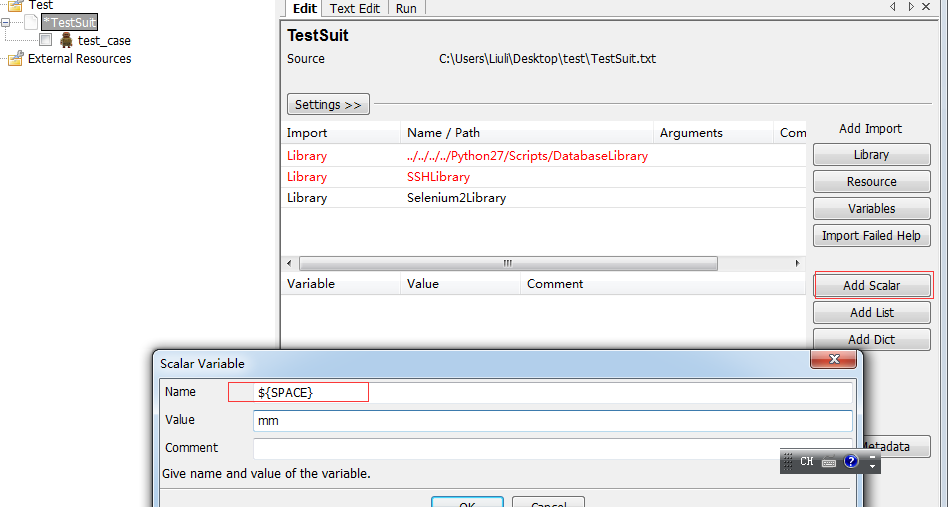 Test
*TestSuit
test_case
External Resources
Edit Text Edit Run
TestSuit
Source C:\Users\Liuli\Desktop\test\TestSuit.txt
Settings >>
Import Name / Path Arguments Com
Library ../../../../Python27/Scripts/DatabaseLibrary
Library SSHLibrary
Library Selenium2Library
Add Import
Library
Resource
Variables
Import Failed Help
Variable Value Comment
Add Scalar
Add List
Add Dict
Metadata
Scalar Variable
Name ${SPACE}
Value mm
Comment
Give name and value of the variable.
CH
OK Cancel